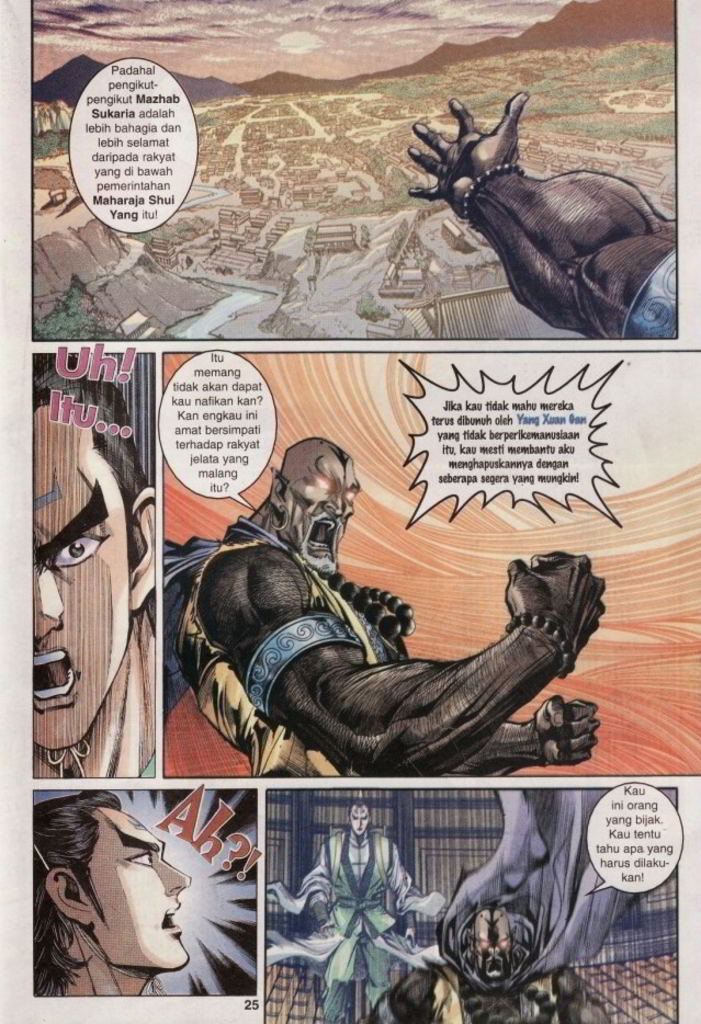 Padahal
pengikut-
pengikut Mazhab
Sukaria adalah
lebih bahagia dan
lebih selamat
daripada rakyat
yang di bawah
pemerintahan
Maharaja Shui
Yang itu!
Uh!
Itu...
Itu
memang
tidak akan dapat
kau nafikan kan?
Kan engkau ini
amat bersimpati
terhadap rakyat
jelata yang
malang
itu?
Jika kau tidak mahu mereka
terus dibunuh oleh Yang Xuan Gan
yang tidak berperikemanusiaan
itu, kau mesti membantu aku
menghapuskannya dengan
seberapa segera yang mungkin!
Ah?!
Kau
ini orang
yang bijak.
Kau tentu
tahu apa yang
harus dilaku-
kan!
25